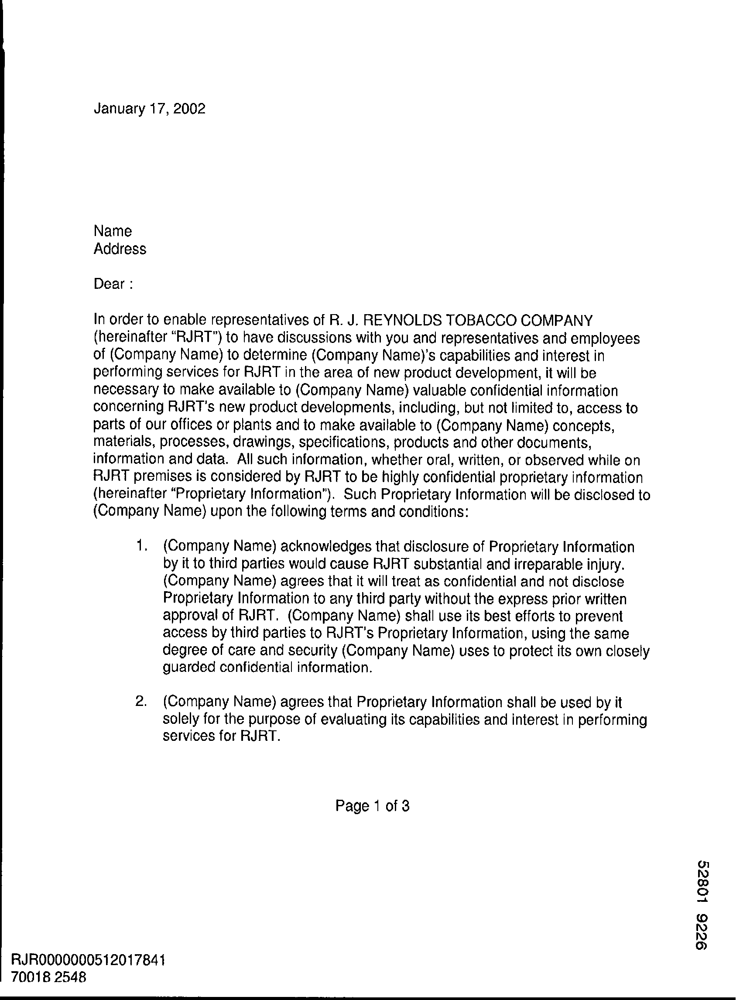 January 17, 2002
Name
Address
Dear :
In order to enable representatives of R. J. REYNOLDS TOBACCO COMPANY
(hereinafter “RJRT”) to have discussions with you and representatives and employees
of (Company Name) to determine (Company Name)'s capabilities and interest in
performing services for RJRT in the area of new product development, it will be
necessary to make available to (Company Name) valuable confidential information
concerning RJRT's new product developments, including, but not limited to, access to
parts of our offices or plants and to make available to (Company Name) concepts,
materials, processes, drawings, specifications, products and other documents,
information and data.  All such information, whether oral, written, or observed while on
RJRT premises is considered by RJRT to be highly confidential proprietary information
(hereinafter “Proprietary Information”).  Such Proprietary Information will be disclosed to
(Company Name) upon the following terms and conditions:
1. (Company Name) acknowledges that disclosure of Proprietary Information
by it to third parties would cause RJRT substantial and irreparable injury.
(Company Name) agrees that it will treat as confidential and not disclose
Proprietary Information to any third party without the express prior written
approval of RJRT.  (Company Name) shall use its best efforts to prevent
access by third parties to RJRT's Proprietary Information, using the same
degree of care and security (Company Name) uses to protect its own closely
guarded confidential information.
2. (Company Name) agrees that Proprietary Information shall be used by it
solely for the purpose of evaluating its capabilities and interest in performing
services for RJRT.
Page 1 of 3
52801 9226
RJR0000000512017841
70018 2548